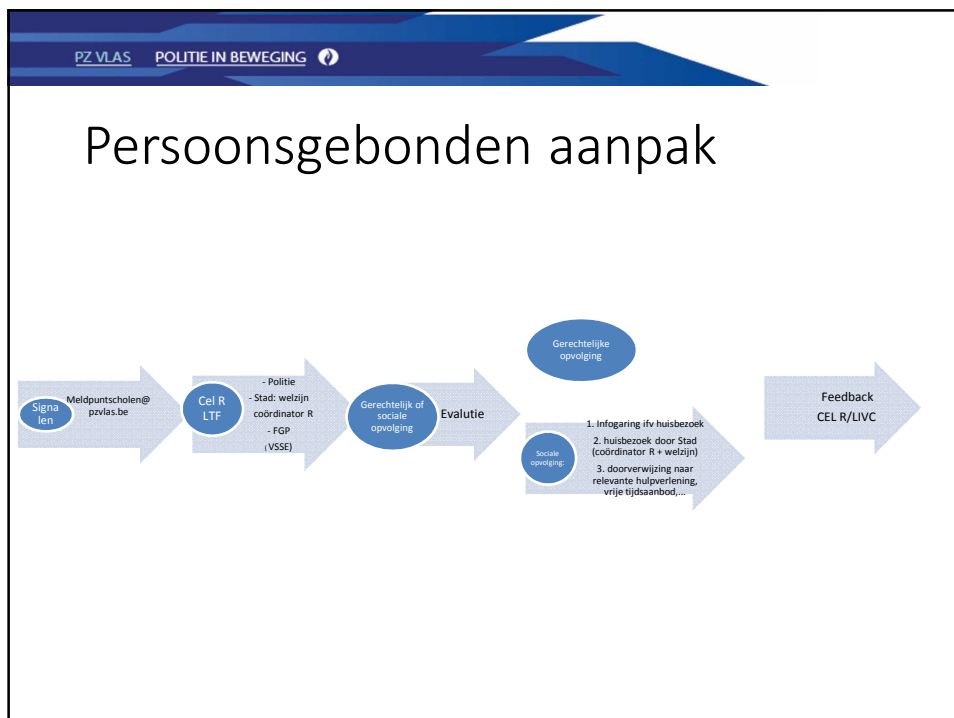 PZ VLAS POLITIE IN BEWEGING
Persoonsgebonden aanpak
Signa
len
Meldpuntscholen@
pzvlas.be
Cel R
LTF
- Politie
- Stad: welzijn
coördinator R
- FGP
(VSSE)
Gerechtelijk of
sociale
opvolging
Evalutie
Gerechtelijke
opvolging
Sociale
opvolging:
1. Infogaring ifv huisbezoek
2. huisbezoek door Stad
(coördinator R + welzijn)
3. doorverwijzing naar
relevante hulpverlening,
vrije tijdsaanbod,...
Feedback
CEL R/LIVC